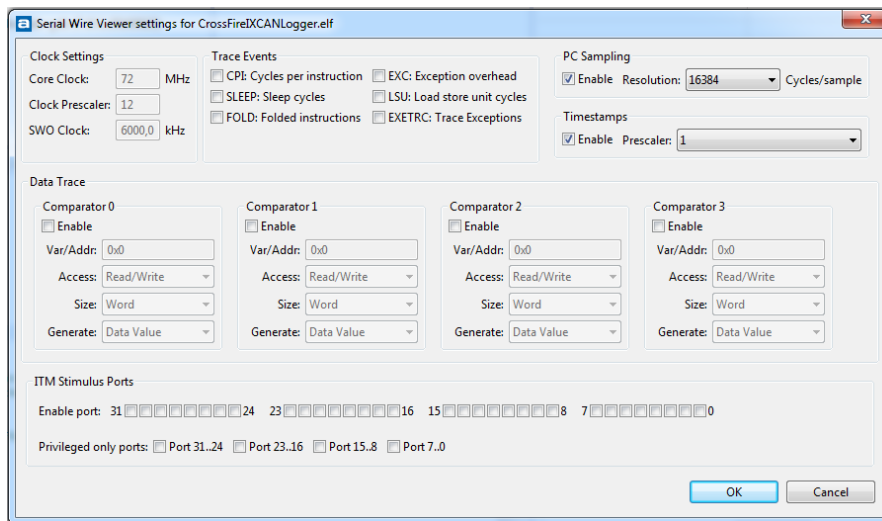 a Serial Wire Viewer settings for CrossFireIXCANLogger.elf
Clock Settings
Core Clock: 72 MHz
Clock Prescaler: 12
SWO Clock: 6000,0 kHz
Trace Events
CPI: Cycles per instruction EXC: Exception overhead
SLEEP: Sleep cycles LSU: Load store unit cycles
FOLD: Folded instructions EXETRC: Trace Exceptions
PC Sampling
Enable Resolution: 16384 Cycles/sample
Timestamps
Enable Prescaler: 1
Data Trace
Comparator 0
Enable
Var/Addr: 0x0
Access: Read/Write
Size: Word
Generate: Data Value
Comparator 1
Enable
Var/Addr: 0x0
Access: Read/Write
Size: Word
Generate: Data Value
Comparator 2
Enable
Var/Addr: 0x0
Access: Read/Write
Size: Word
Generate: Data Value
Comparator 3
Enable
Var/Addr: 0x0
Access: Read/Write
Size: Word
Generate: Data Value
ITM Stimulus Ports
Enable port: 31 24 23 16 15 8 7 0
Privileged only ports: Port 31..24 Port 23..16 Port 15..8 Port 7..0
OK Cancel